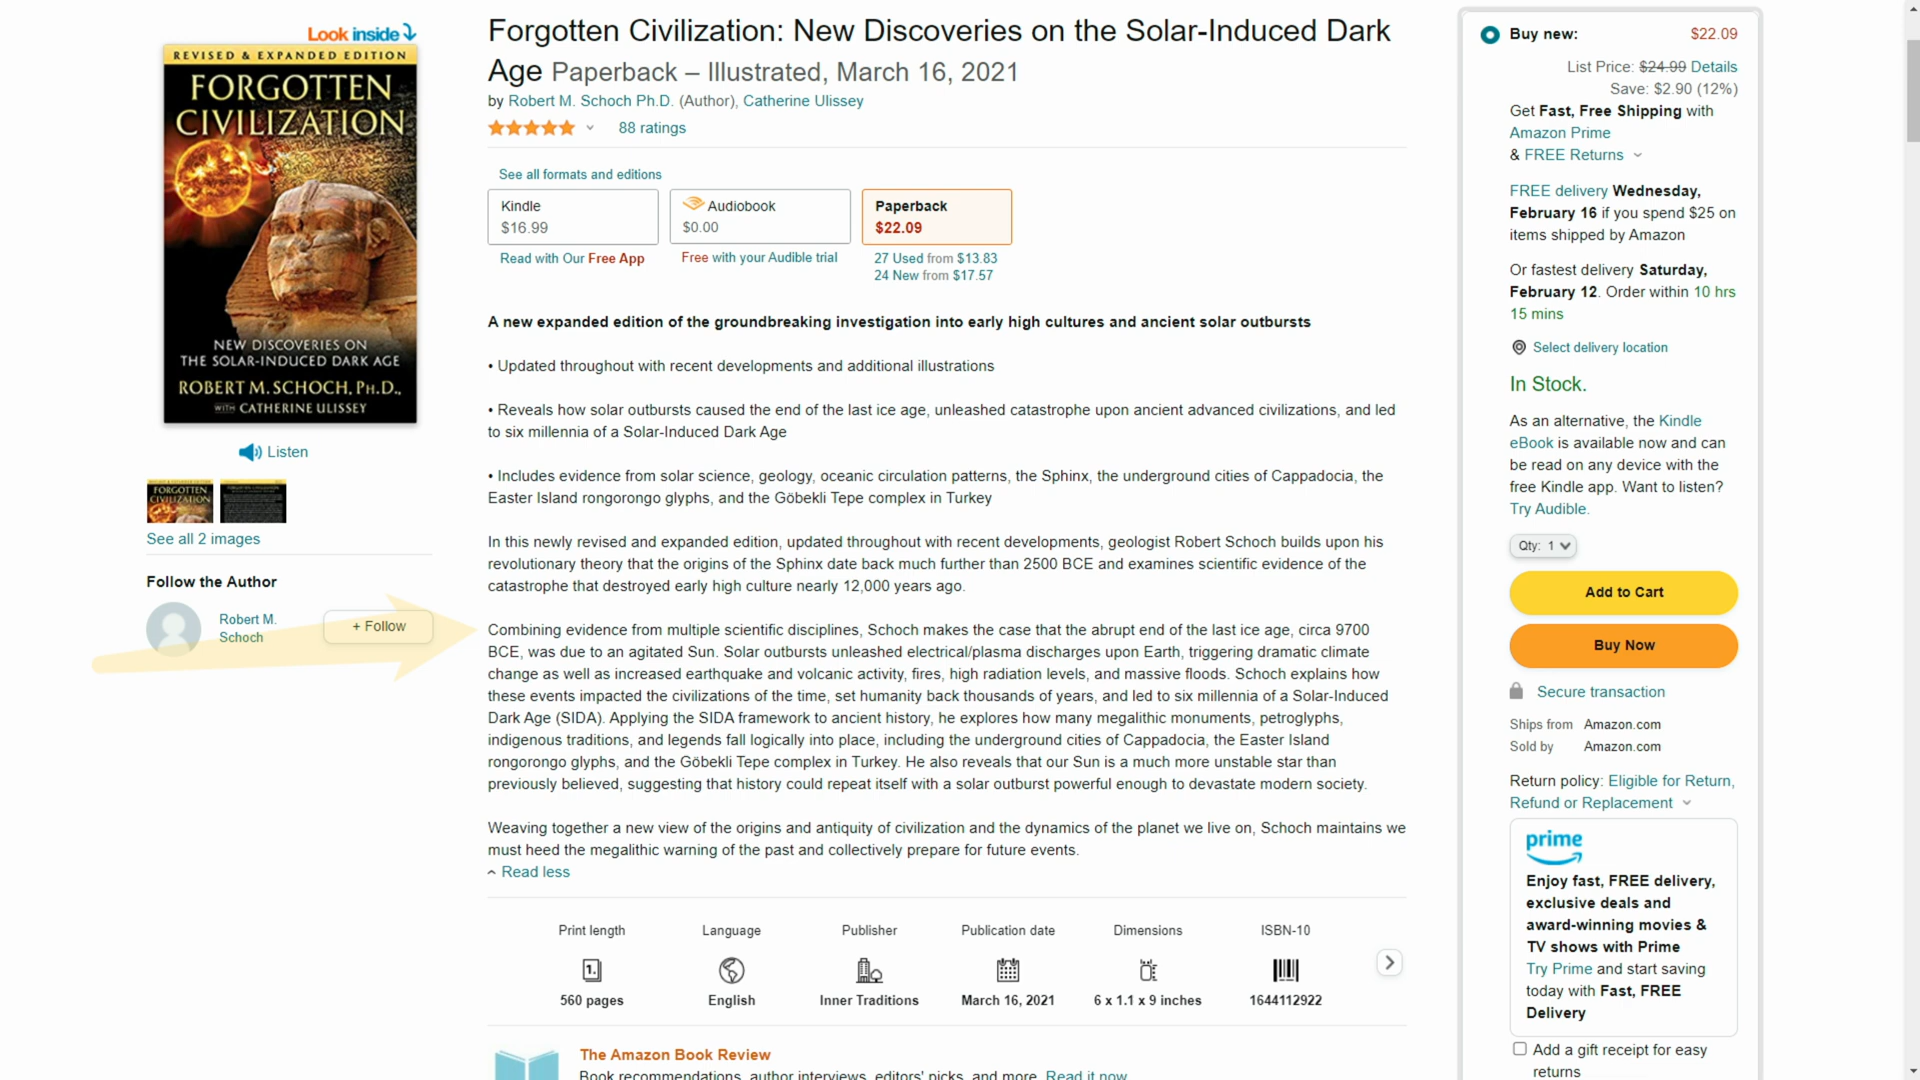 Look inside
REVISED & EXPANDED EDITION
FORGOTTEN
CIVILIZATION
NEW DISCOVERIES ON
THE SOLAR-INDUCED DARK AGE
ROBERT M. SCHOCH, PH.D.,
WITH CATHERINE ULISSEY
Listen
FORGOTTEN
CIVILIZATION
See all 2 images
Follow the Author
Robert M.
Schoch
+ Follow
Forgotten Civilization: New Discoveries on the Solar-Induced Dark
Age Paperback – Illustrated, March 16, 2021
by Robert M. Schoch Ph.D. (Author), Catherine Ulissey
88 ratings
See all formats and editions
Kindle
$16.99
Read with Our Free App
Audiobook
$0.00
Free with your Audible trial
Paperback
$22.09
27 Used from $13.83
24 New from $17.57
A new expanded edition of the groundbreaking investigation into early high cultures and ancient solar outbursts
• Updated throughout with recent developments and additional illustrations
• Reveals how solar outbursts caused the end of the last ice age, unleashed catastrophe upon ancient advanced civilizations, and led
to six millennia of a Solar-Induced Dark Age
• Includes evidence from solar science, geology, oceanic circulation patterns, the Sphinx, the underground cities of Cappadocia, the
Easter Island rongorongo glyphs, and the Göbekli Tepe complex in Turkey
In this newly revised and expanded edition, updated throughout with recent developments, geologist Robert Schoch builds upon his
revolutionary theory that the origins of the Sphinx date back much further than 2500 BCE and examines scientific evidence of the
catastrophe that destroyed early high culture nearly 12,000 years ago.
Combining evidence from multiple scientific disciplines, Schoch makes the case that the abrupt end of the last ice age, circa 9700
BCE, was due to an agitated Sun. Solar outbursts unleashed electrical/plasma discharges upon Earth, triggering dramatic climate
change as well as increased earthquake and volcanic activity, fires, high radiation levels, and massive floods. Schoch explains how
these events impacted the civilizations of the time, set humanity back thousands of years, and led to six millennia of a Solar-Induced
Dark Age (SIDA). Applying the SIDA framework to ancient history, he explores how many megalithic monuments, petroglyphs,
indigenous traditions, and legends fall logically into place, including the underground cities of Cappadocia, the Easter Island
rongorongo glyphs, and the Göbekli Tepe complex in Turkey. He also reveals that our Sun is a much more unstable star than
previously believed, suggesting that history could repeat itself with a solar outburst powerful enough to devastate modern society.
Weaving together a new view of the origins and antiquity of civilization and the dynamics of the planet we live on, Schoch maintains we
must heed the megalithic warning of the past and collectively prepare for future events.
Read less
Print length
1.
560 pages
Language
English
Publisher
Inner Traditions
Publication date
March 16, 2021
Dimensions
6 x 1.1 x 9 inches
ISBN-10
1644112922
The Amazon Book Review
Book recommendations, author interviews, editors' picks, and more. Read it now
Buy new: $22.09
List Price: $24.99 Details
Save: $2.90 (12%)
Get Fast, Free Shipping with
Amazon Prime
& FREE Returns
FREE delivery Wednesday,
February 16 if you spend $25 on
items shipped by Amazon
Or fastest delivery Saturday,
February 12. Order within 10 hrs
15 mins
Select delivery location
In Stock.
As an alternative, the Kindle
eBook is available now and can
be read on any device with the
free Kindle app. Want to listen?
Try Audible.
Qty: 1
Add to Cart
Buy Now
Secure transaction
Ships from Amazon.com
Sold by Amazon.com
Return policy: Eligible for Return,
Refund or Replacement
prime
Enjoy fast, FREE delivery,
exclusive deals and
award-winning movies &
TV shows with Prime
Try Prime and start saving
today with Fast, FREE
Delivery
Add a gift receipt for easy
returns